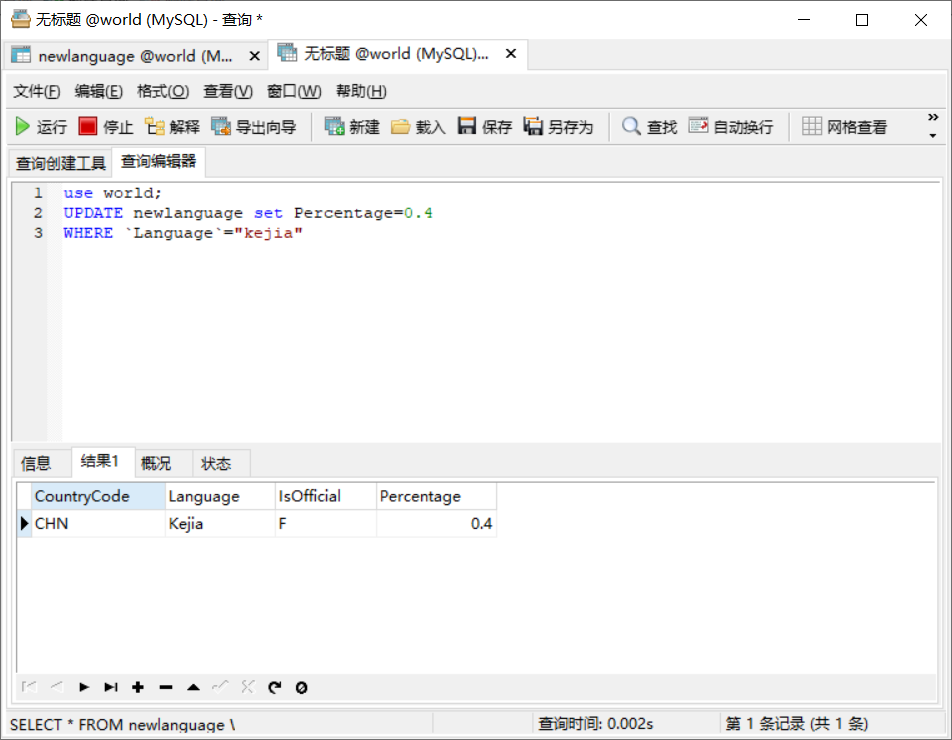 无标题 @world (MySQL) - 查询 *
newlanguage @world (M... 无标题 @world (MySQL)...
文件(F) 编辑(E) 格式(O) 查看(V) 窗口(W) 帮助(H)
运行 停止 解释 导出向导 新建 载入 保存 另存为 查找 自动换行 网格查看
查询创建工具 查询编辑器
1 use world;
2 UPDATE newlanguage set Percentage=0.4
3 WHERE `Language`="kejia"
信息 结果1 概况 状态
CountryCode Language IsOfficial Percentage
CHN Kejia F 0.4
SELECT * FROM newlanguage \ 查询时间: 0.002s 第 1 条记录 (共 1 条)